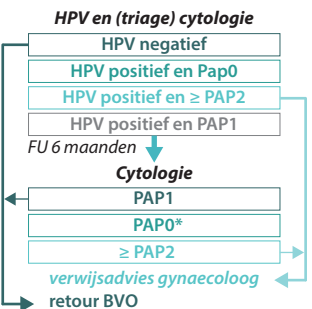 HPV en (triage) cytologie
HPV negatief
HPV positief en Pap0
HPV positief en ≥ PAP2
HPV positief en PAP1
FU 6 maanden
Cytologie
PAP1
PAP0*
≥ PAP2
verwijsadvies gynaecoloog
retour BVO